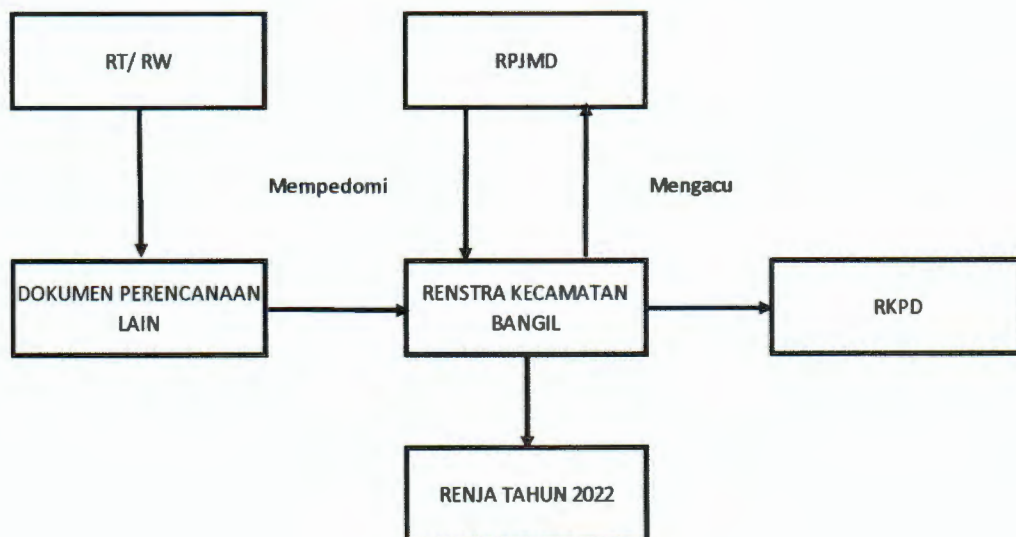 RT/ RW
RPJMD
Mempedomi
Mengacu
DOKUMEN PERENCANAAN
LAIN
RENSTRA KECAMATAN
BANGIL
RKPD
RENJA TAHUN 2022